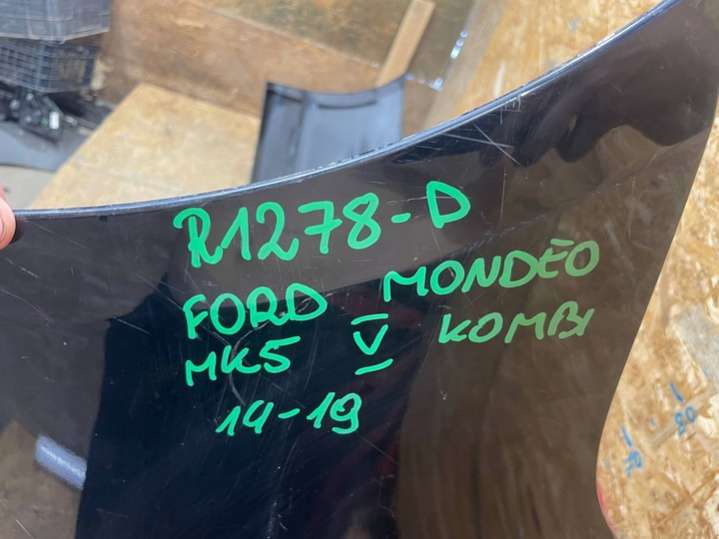 R1278-D
FORD MONDEO
MK5 V KOMBI
14-19